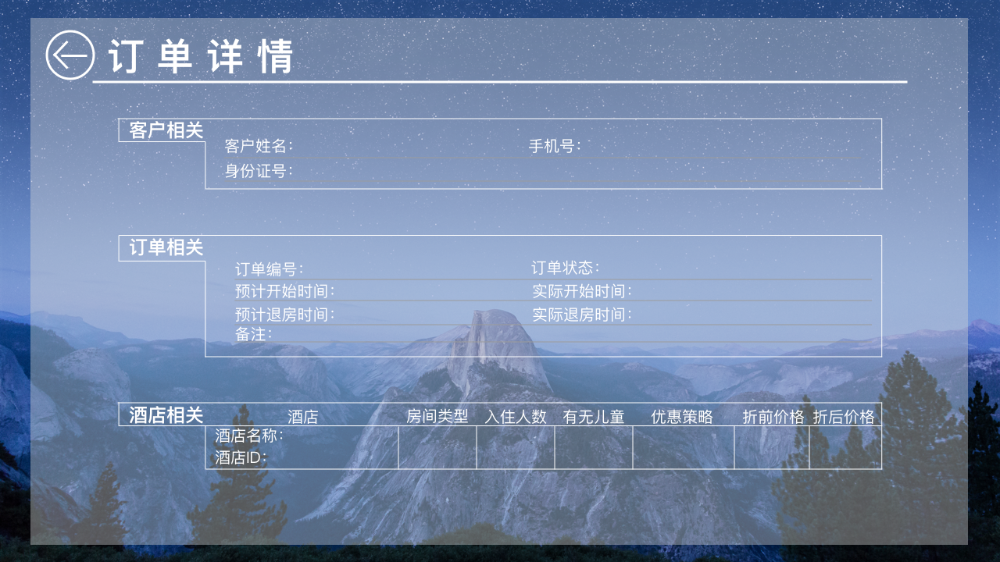 订单详情
客户相关
客户姓名： 手机号：
身份证号：
订单相关
订单编号： 订单状态：
预计开始时间： 实际开始时间：
预计退房时间： 实际退房时间：
备注：
酒店相关 酒店 房间类型 入住人数 有无儿童 优惠策略 折前价格 折后价格
酒店名称：
酒店ID：